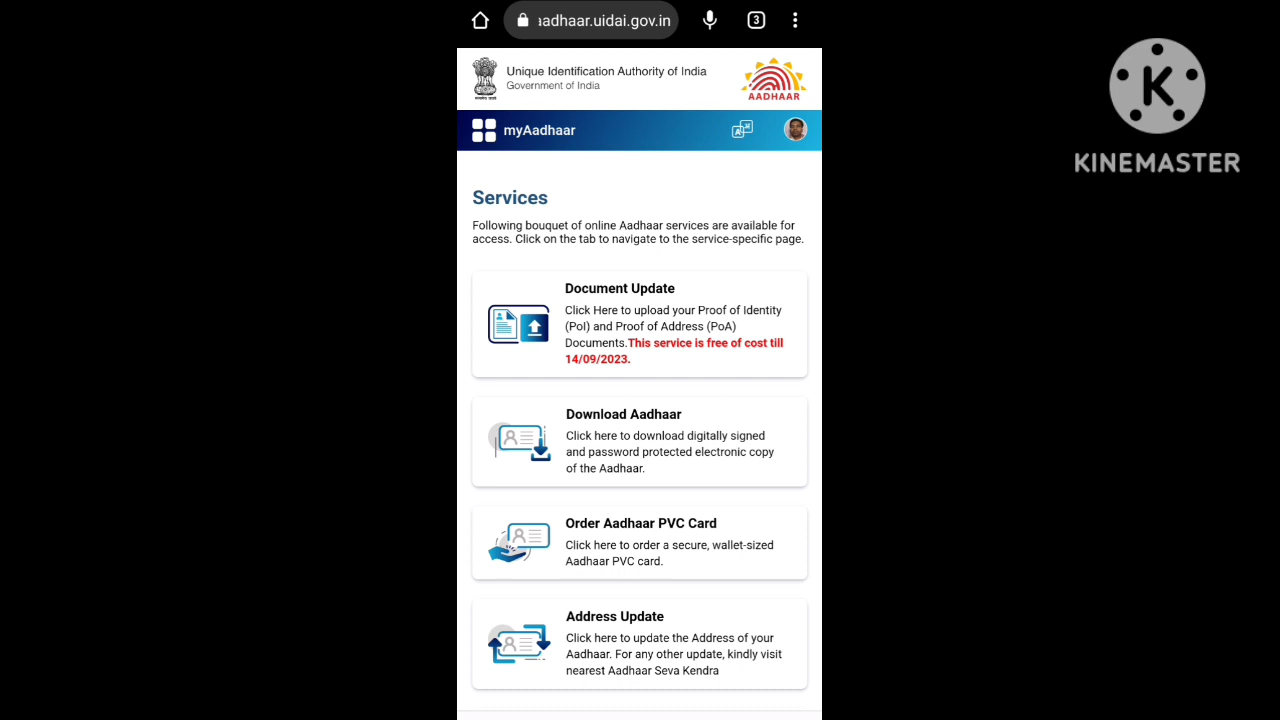 aadhaar.uidai.gov.in
3
Unique Identification Authority of India
Government of India
AADHAAR
myAadhaar
Services
Following bouquet of online Aadhaar services are available for
access. Click on the tab to navigate to the service-specific page.
Document Update
Click Here to upload your Proof of Identity
(PoI) and Proof of Address (PoA)
Documents.This service is free of cost till
14/09/2023.
Download Aadhaar
Click here to download digitally signed
and password protected electronic copy
of the Aadhaar.
Order Aadhaar PVC Card
Click here to order a secure, wallet-sized
Aadhaar PVC card.
Address Update
Click here to update the Address of your
Aadhaar. For any other update, kindly visit
nearest Aadhaar Seva Kendra
K
KINEMASTER